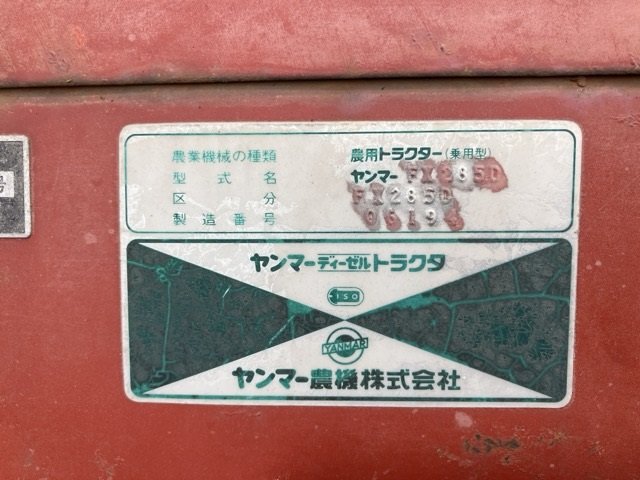 農業機械の種類 農用トラクター(乗用型)
型式名 ヤンマー FX285D
区分 FX285D
製造番号
ヤンマーディーゼルトラクタ
ISO
YANMAR
ヤンマー農機株式会社